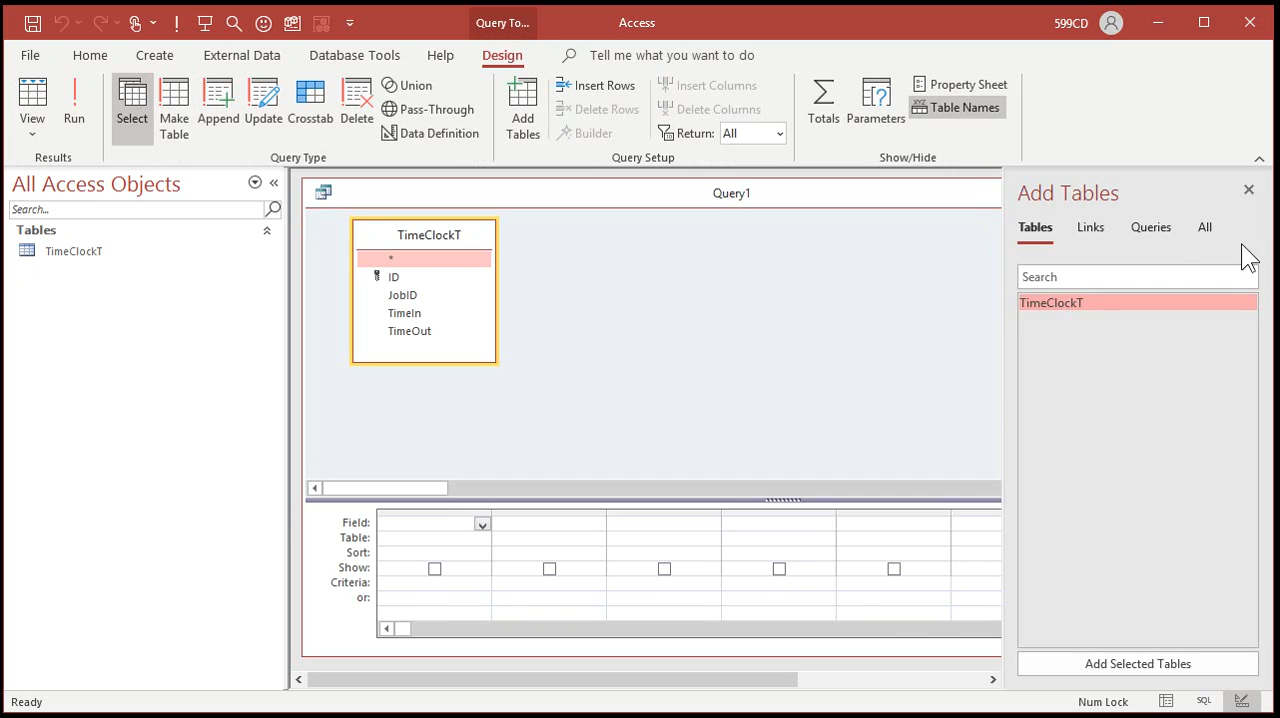 Query To...
Access
599CD
File
Home
Create
External Data
Database Tools
Help
Design
Tell me what you want to do
View
Run
Select
Make
Table
Append
Update
Crosstab
Delete
Union
Pass-Through
Data Definition
Add
Tables
Insert Rows
Delete Rows
Builder
Insert Columns
Delete Columns
Return: All
Totals
Parameters
Property Sheet
Table Names
Results
Query Type
Query Setup
Show/Hide
All Access Objects
Search...
Tables
TimeClockT
Query1
TimeClockT
*
ID
JobID
TimeIn
TimeOut
Field:
Table:
Sort:
Show:
Criteria:
or:
Add Tables
Tables
Links
Queries
All
Search
TimeClockT
Add Selected Tables
Ready
Num Lock
SQL